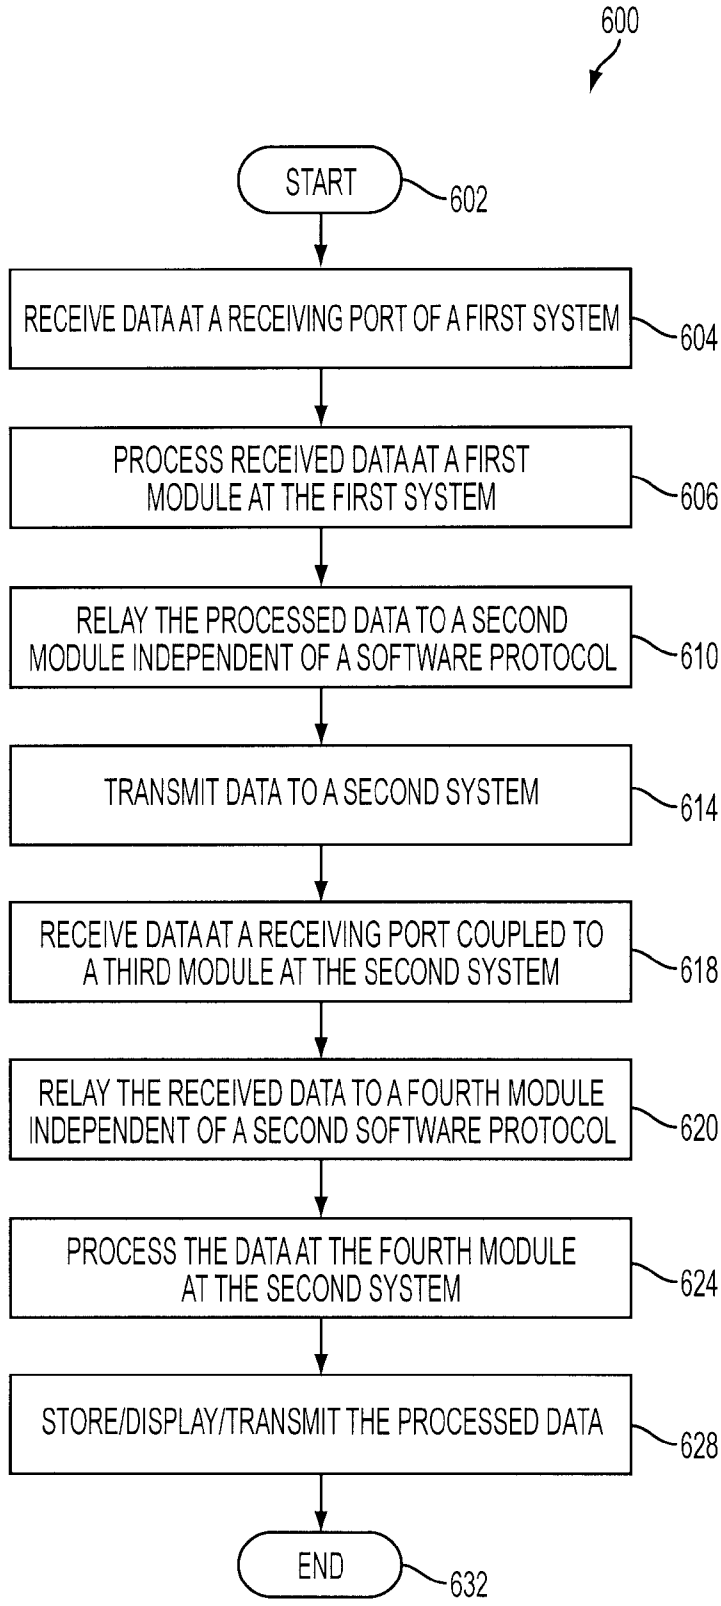 600
START
602
RECEIVE DATA AT A RECEIVING PORT OF A FIRST SYSTEM
604
PROCESS RECEIVED DATA AT A FIRST
MODULE AT THE FIRST SYSTEM
606
RELAY THE PROCESSED DATA TO A SECOND
MODULE INDEPENDENT OF A SOFTWARE PROTOCOL
610
TRANSMIT DATA TO A SECOND SYSTEM
614
RECEIVE DATA AT A RECEIVING PORT COUPLED TO
A THIRD MODULE AT THE SECOND SYSTEM
618
RELAY THE RECEIVED DATA TO A FOURTH MODULE
INDEPENDENT OF A SECOND SOFTWARE PROTOCOL
620
PROCESS THE DATA AT THE FOURTH MODULE
AT THE SECOND SYSTEM
624
STORE/DISPLAY/TRANSMIT THE PROCESSED DATA
628
END
632